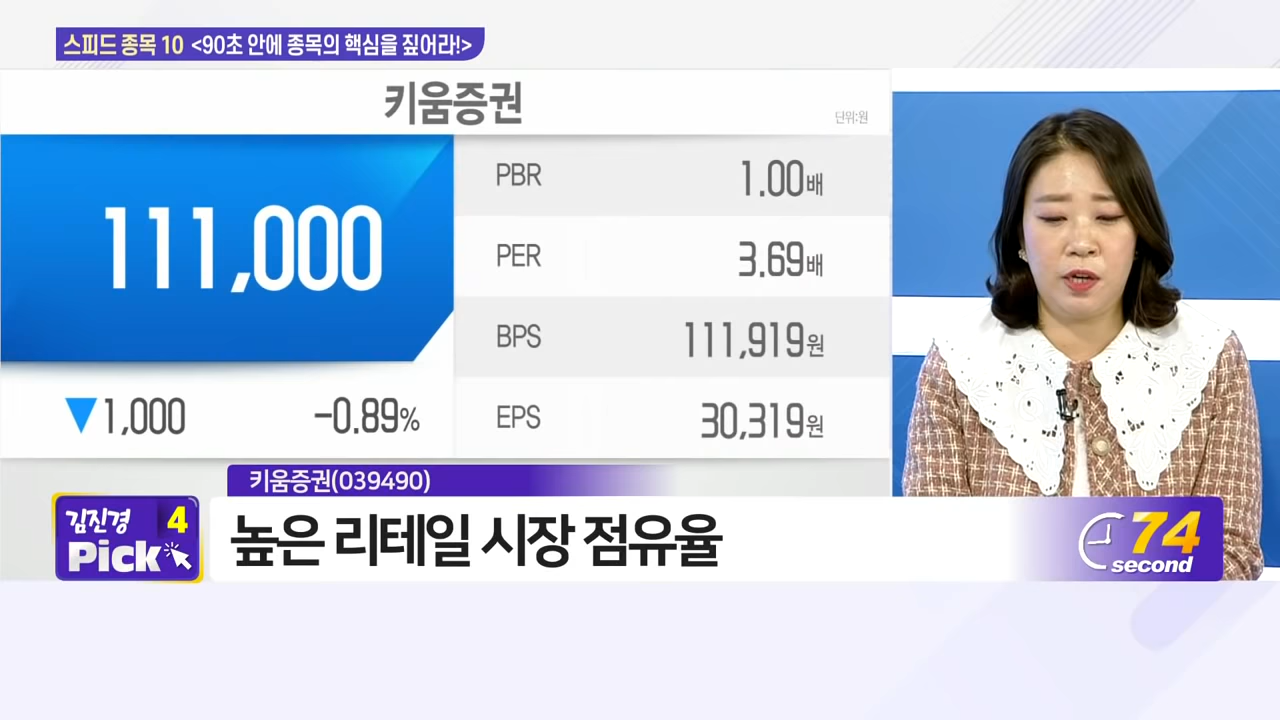 스피드 종목 10 <90초 안에 종목의 핵심을 짚어라!>
키움증권
단위:원
111,000
▼1,000 -0.89%
PBR 1.00배
PER 3.69배
BPS 111,919원
EPS 30,319원
키움증권(039490)
김진경 4
Pick
높은 리테일 시장 점유율
74
second